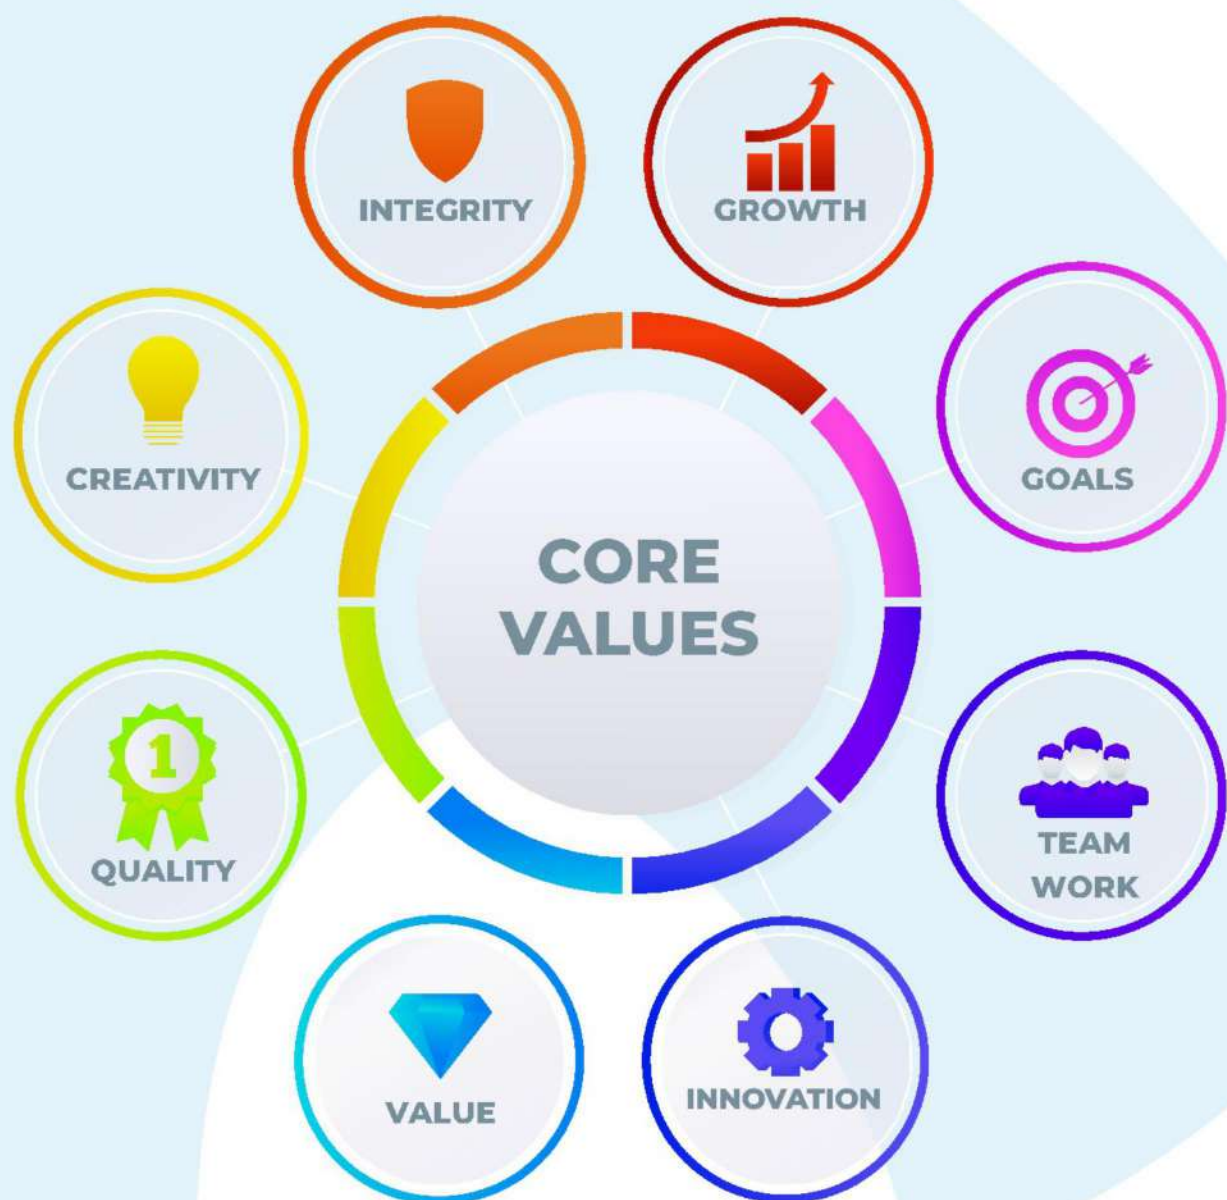 INTEGRITY
GROWTH
CREATIVITY
GOALS
CORE
VALUES
1
QUALITY
TEAM
WORK
VALUE
INNOVATION